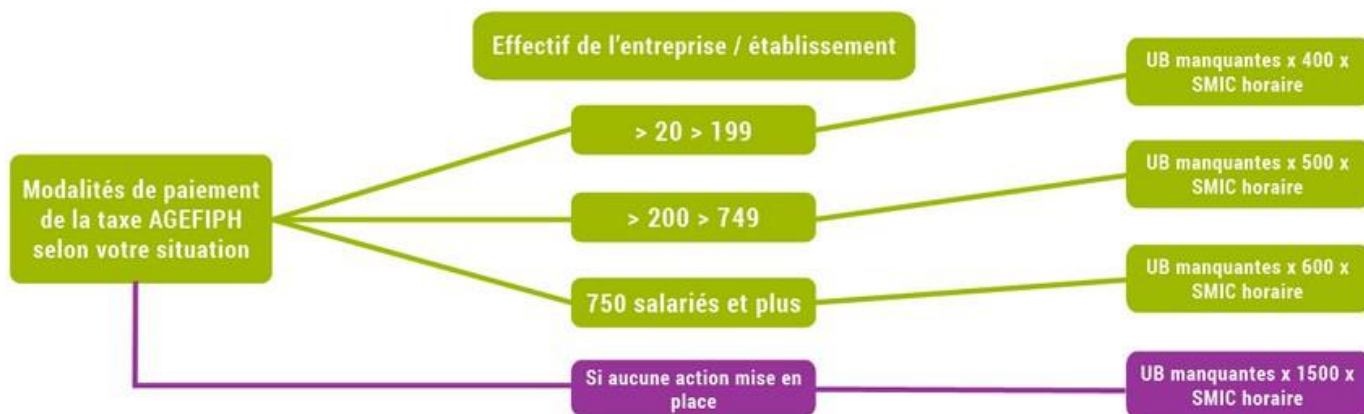 Effectif de l'entreprise / établissement
UB manquantes x 400 x
SMIC horaire
> 20 > 199
Modalités de paiement
de la taxe AGEFIPH
selon votre situation
UB manquantes x 500 x
SMIC horaire
> 200 > 749
UB manquantes x 600 x
SMIC horaire
750 salariés et plus
Si aucune action mise en
place
UB manquantes x 1500 x
SMIC horaire